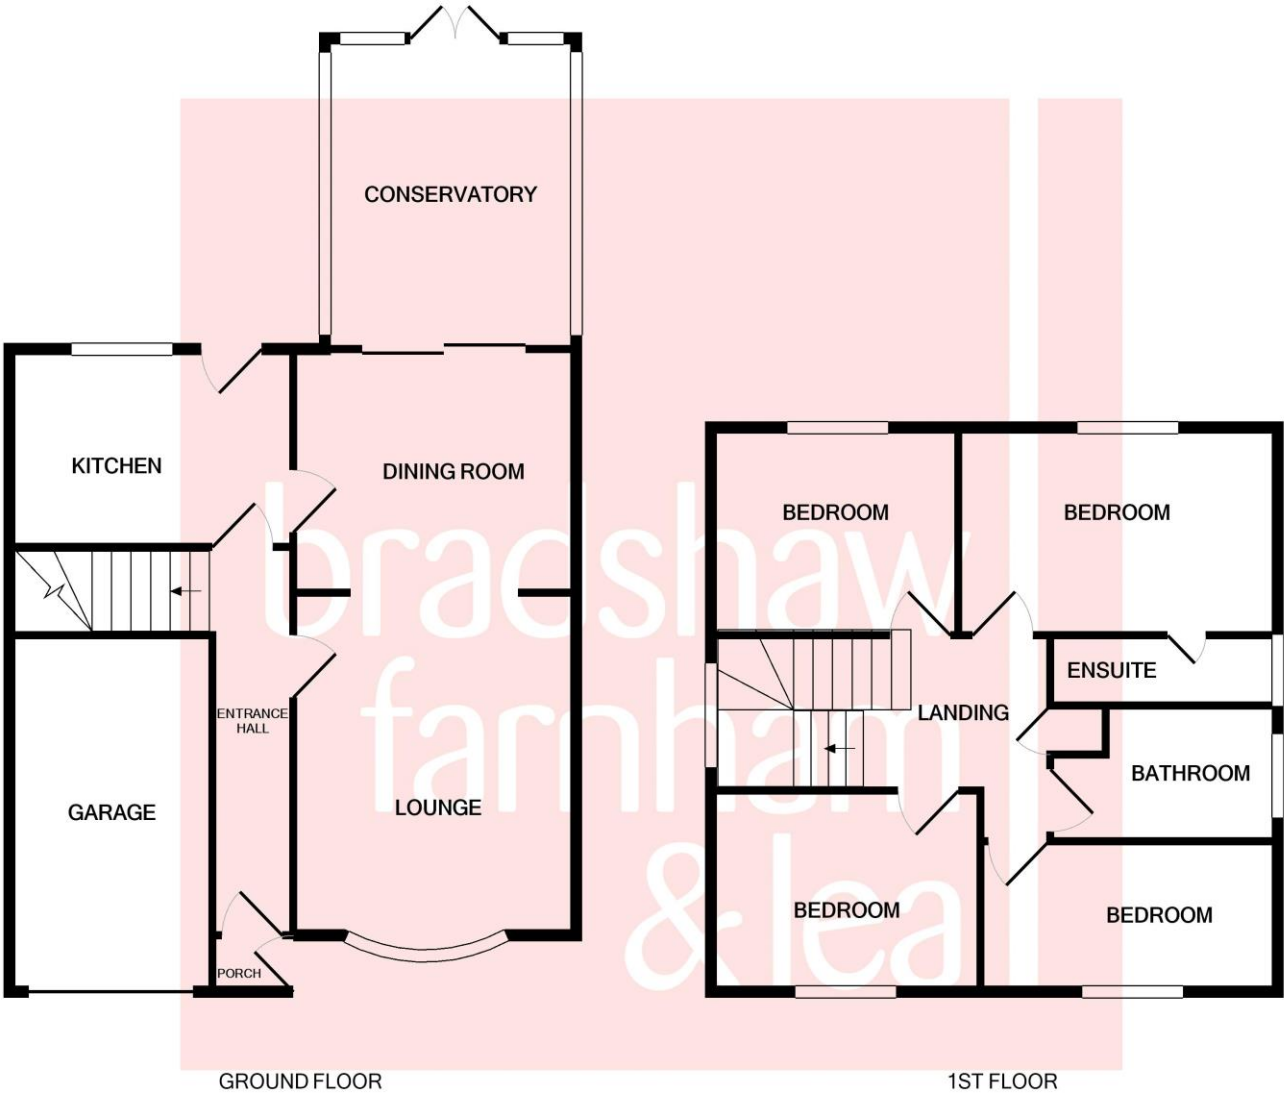 CONSERVATORY
KITCHEN
DINING ROOM
ENTRANCE
HALL
GARAGE
LOUNGE
PORCH
GROUND FLOOR
BEDROOM
BEDROOM
ENSUITE
LANDING
BATHROOM
BEDROOM
BEDROOM
1ST FLOOR
bradshaw
farnham
& lea